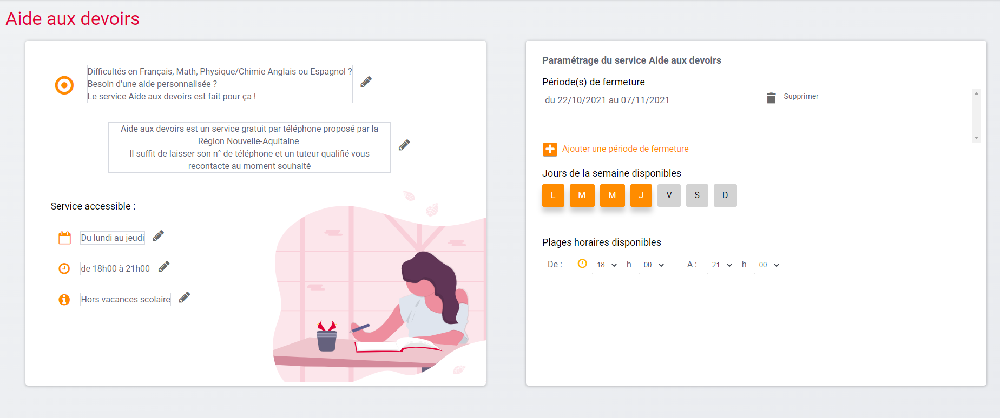 Aide aux devoirs
Difficultés en Français, Math, Physique/Chimie Anglais ou Espagnol ?
Besoin d'une aide personnalisée ?
Le service Aide aux devoirs est fait pour ça !
Aide aux devoirs est un service gratuit par téléphone proposé par la
Région Nouvelle-Aquitaine
Il suffit de laisser son n° de téléphone et un tuteur qualifié vous
recontacte au moment souhaité
Service accessible :
Du lundi au jeudi
de 18h00 à 21h00
Hors vacances scolaire
Paramétrage du service Aide aux devoirs
Période(s) de fermeture
du 22/10/2021 au 07/11/2021 Supprimer
Ajouter une période de fermeture
Jours de la semaine disponibles
L M M J V S D
Plages horaires disponibles
De : 18 h 00 A : 21 h 00